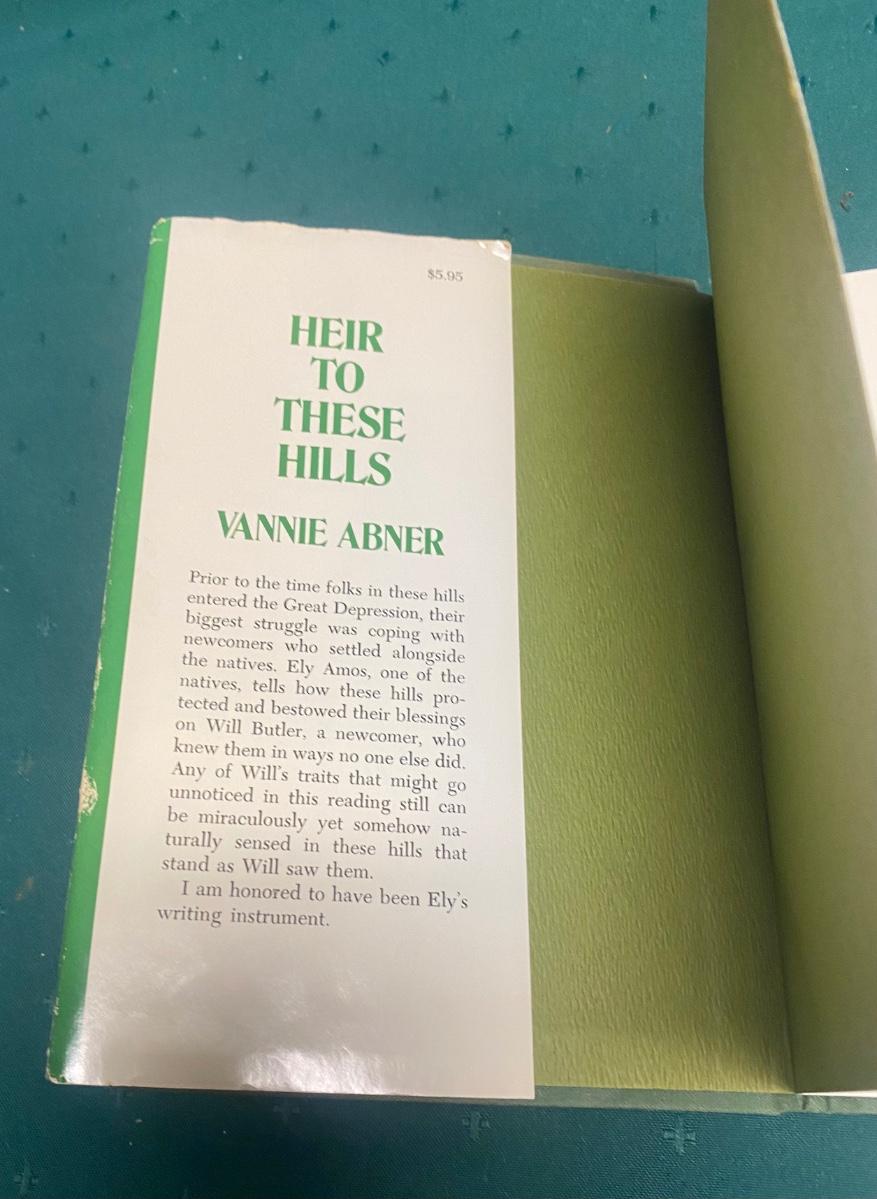 $5.95
HEIR
TO
THESE
HILLS
VANNIE ABNER
Prior to the time folks in these hills
entered the Great Depression, their
biggest struggle was coping with
newcomers who settled alongside
the natives. Ely Amos, one of the
natives, tells how these hills pro-
tected and bestowed their blessings
on Will Butler, a newcomer, who
knew them in ways no one else did.
Any of Will's traits that might go
unnoticed in this reading still can
be miraculously yet somehow na-
turally sensed in these hills that
stand as Will saw them.
I am honored to have been Ely's
writing instrument.